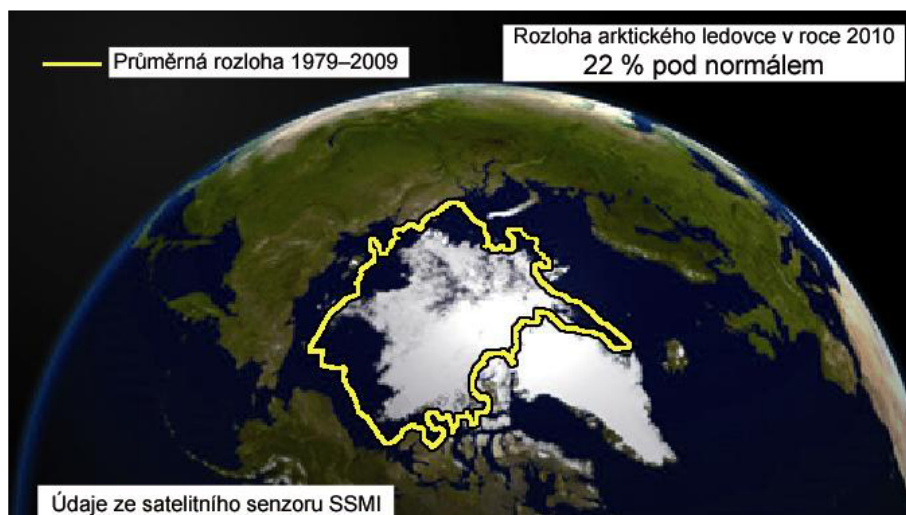 Průměrná rozloha 1979–2009
Rozloha arktického ledovce v roce 2010
22 % pod normálem
Údaje ze satelitního senzoru SSMI